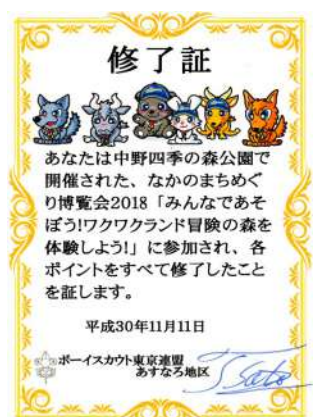 修了証
あなたは中野四季の森公園で
開催された、なかのまちめぐ
り博覧会2018「みんなであそ
ぼう!ワクワクランド冒険の森を
体験しよう!」に参加され、各
ポイントをすべて修了したこと
を証します。
平成30年11月11日
ボーイスカウト東京連盟
あすなろ地区
T.Sato